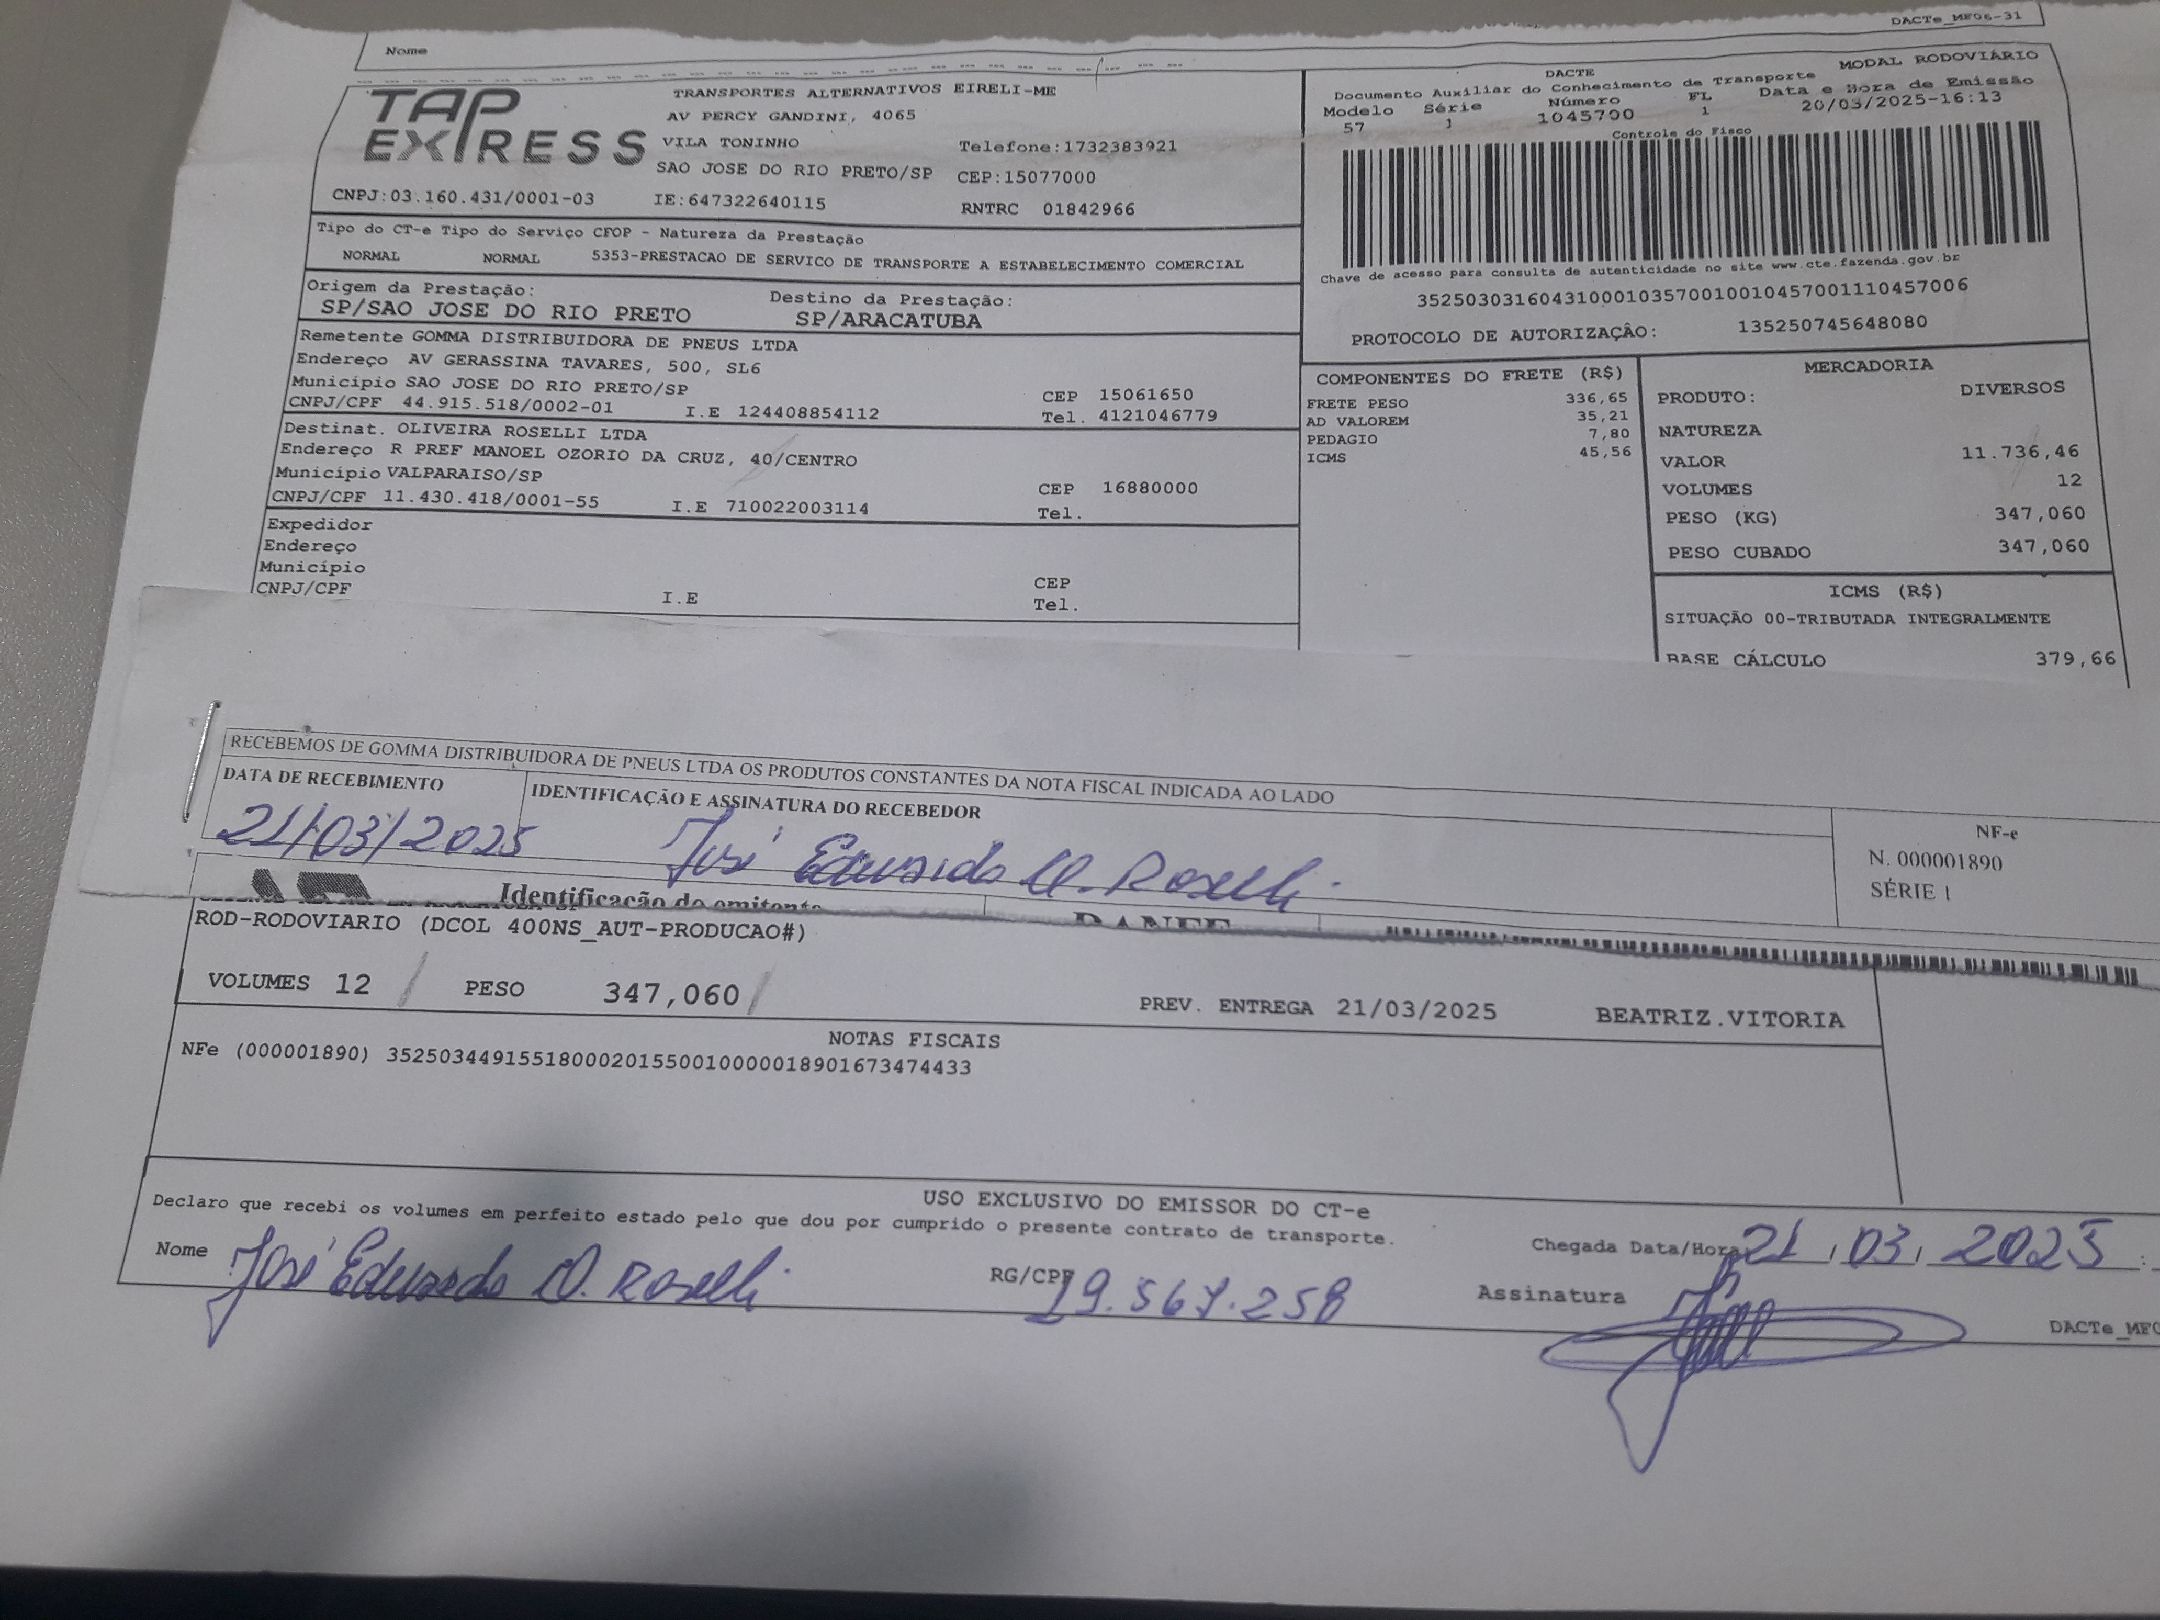 DACTe_MF06-31
Nome
TAP EXPRESS
TRANSPORTES ALTERNATIVOS EIRELI-ME
AV PERCY GANDINI, 4065
VILA TONINHO Telefone:1732383921
SAO JOSE DO RIO PRETO/SP CEP:15077000
CNPJ:03.160.431/0001-03 IE:647322640115 RNTRC 01842966
DACTE MODAL RODOVIÁRIO
Documento Auxiliar do Conhecimento de Transporte
Modelo Série Número FL Data e Hora de Emissão
57 1 1045700 1 20/03/2025-16:13
Controle do Fisco
Chave de acesso para consulta de autenticidade no site www.cte.fazenda.gov.br
35250303160431000103570010010457001110457006
PROTOCOLO DE AUTORIZAÇÃO: 135250745648080
Tipo do CT-e Tipo do Serviço CFOP - Natureza da Prestação
NORMAL NORMAL 5353-PRESTACAO DE SERVICO DE TRANSPORTE A ESTABELECIMENTO COMERCIAL
Origem da Prestação: Destino da Prestação:
SP/SAO JOSE DO RIO PRETO SP/ARACATUBA
Remetente GOMMA DISTRIBUIDORA DE PNEUS LTDA
Endereço AV GERASSINA TAVARES, 500, SL6
Município SAO JOSE DO RIO PRETO/SP CEP 15061650
CNPJ/CPF 44.915.518/0002-01 I.E 124408854112 Tel. 4121046779
Destinat. OLIVEIRA ROSELLI LTDA
Endereço R PREF MANOEL OZORIO DA CRUZ, 40/CENTRO
Município VALPARAISO/SP CEP 16880000
CNPJ/CPF 11.430.418/0001-55 I.E 710022003114 Tel.
Expedidor
Endereço
Município CEP
CNPJ/CPF I.E Tel.
COMPONENTES DO FRETE (R$)
FRETE PESO 336,65
AD VALOREM 35,21
PEDAGIO 7,80
ICMS 45,56
MERCADORIA
PRODUTO: DIVERSOS
NATUREZA
VALOR 11.736,46
VOLUMES 12
PESO (KG) 347,060
PESO CUBADO 347,060
ICMS (R$)
SITUAÇÃO 00-TRIBUTADA INTEGRALMENTE
BASE CÁLCULO 379,66
RECEBEMOS DE GOMMA DISTRIBUIDORA DE PNEUS LTDA OS PRODUTOS CONSTANTES DA NOTA FISCAL INDICADA AO LADO
DATA DE RECEBIMENTO IDENTIFICAÇÃO E ASSINATURA DO RECEBEDOR
21/03/2025 José Eduardo O. Roselli
NF-e
N. 000001890
SÉRIE 1
Identificação do emitente
DANFE
ROD-RODOVIARIO (DCOL 400NS_AUT-PRODUCAO#)
VOLUMES 12 PESO 347,060 PREV. ENTREGA 21/03/2025 BEATRIZ.VITORIA
NOTAS FISCAIS
NFe (000001890) 35250344915518000201550010000018901673474433
USO EXCLUSIVO DO EMISSOR DO CT-e
Declaro que recebi os volumes em perfeito estado pelo que dou por cumprido o presente contrato de transporte.
Nome José Eduardo O. Roselli RG/CPF 29.567.258 Chegada Data/Hora 21/03/2025
Assinatura